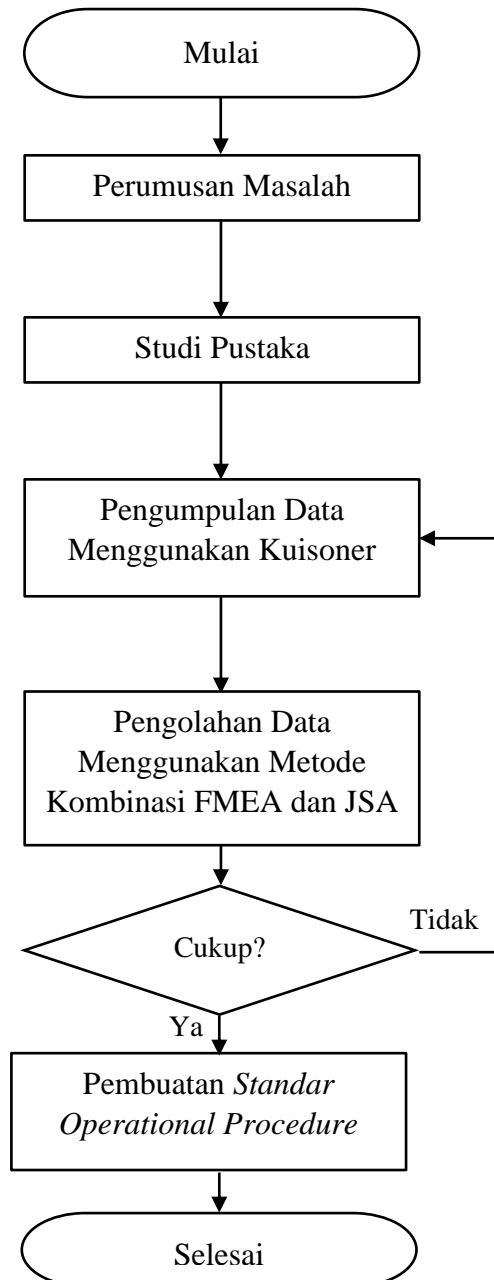 Mulai
Perumusan Masalah
Studi Pustaka
Pengumpulan Data
Menggunakan Kuisoner
Pengolahan Data
Menggunakan Metode
Kombinasi FMEA dan JSA
Cukup?
Tidak
Ya
Pembuatan Standar
Operational Procedure
Selesai